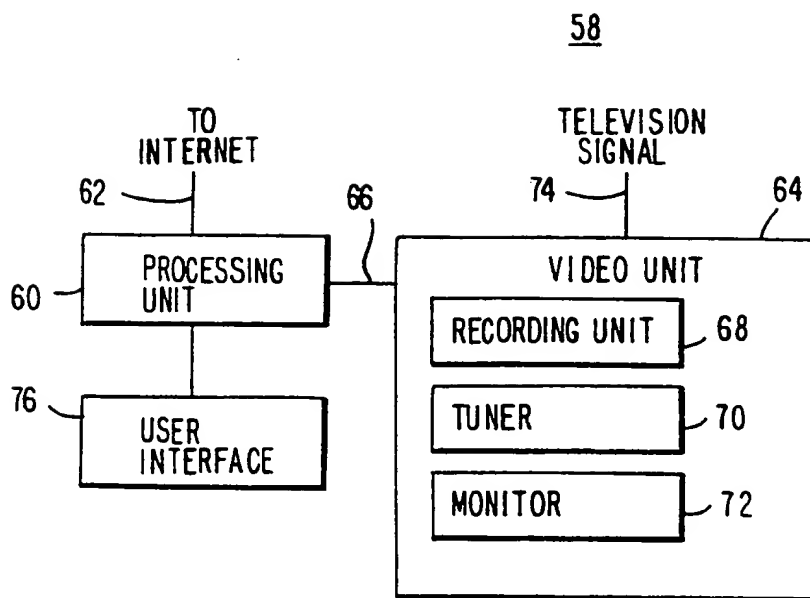 58
TO
INTERNET
TELEVISION
SIGNAL
62
66
74
64
PROCESSING
UNIT
60
VIDEO UNIT
RECORDING UNIT
68
76
USER
INTERFACE
TUNER
70
MONITOR
72